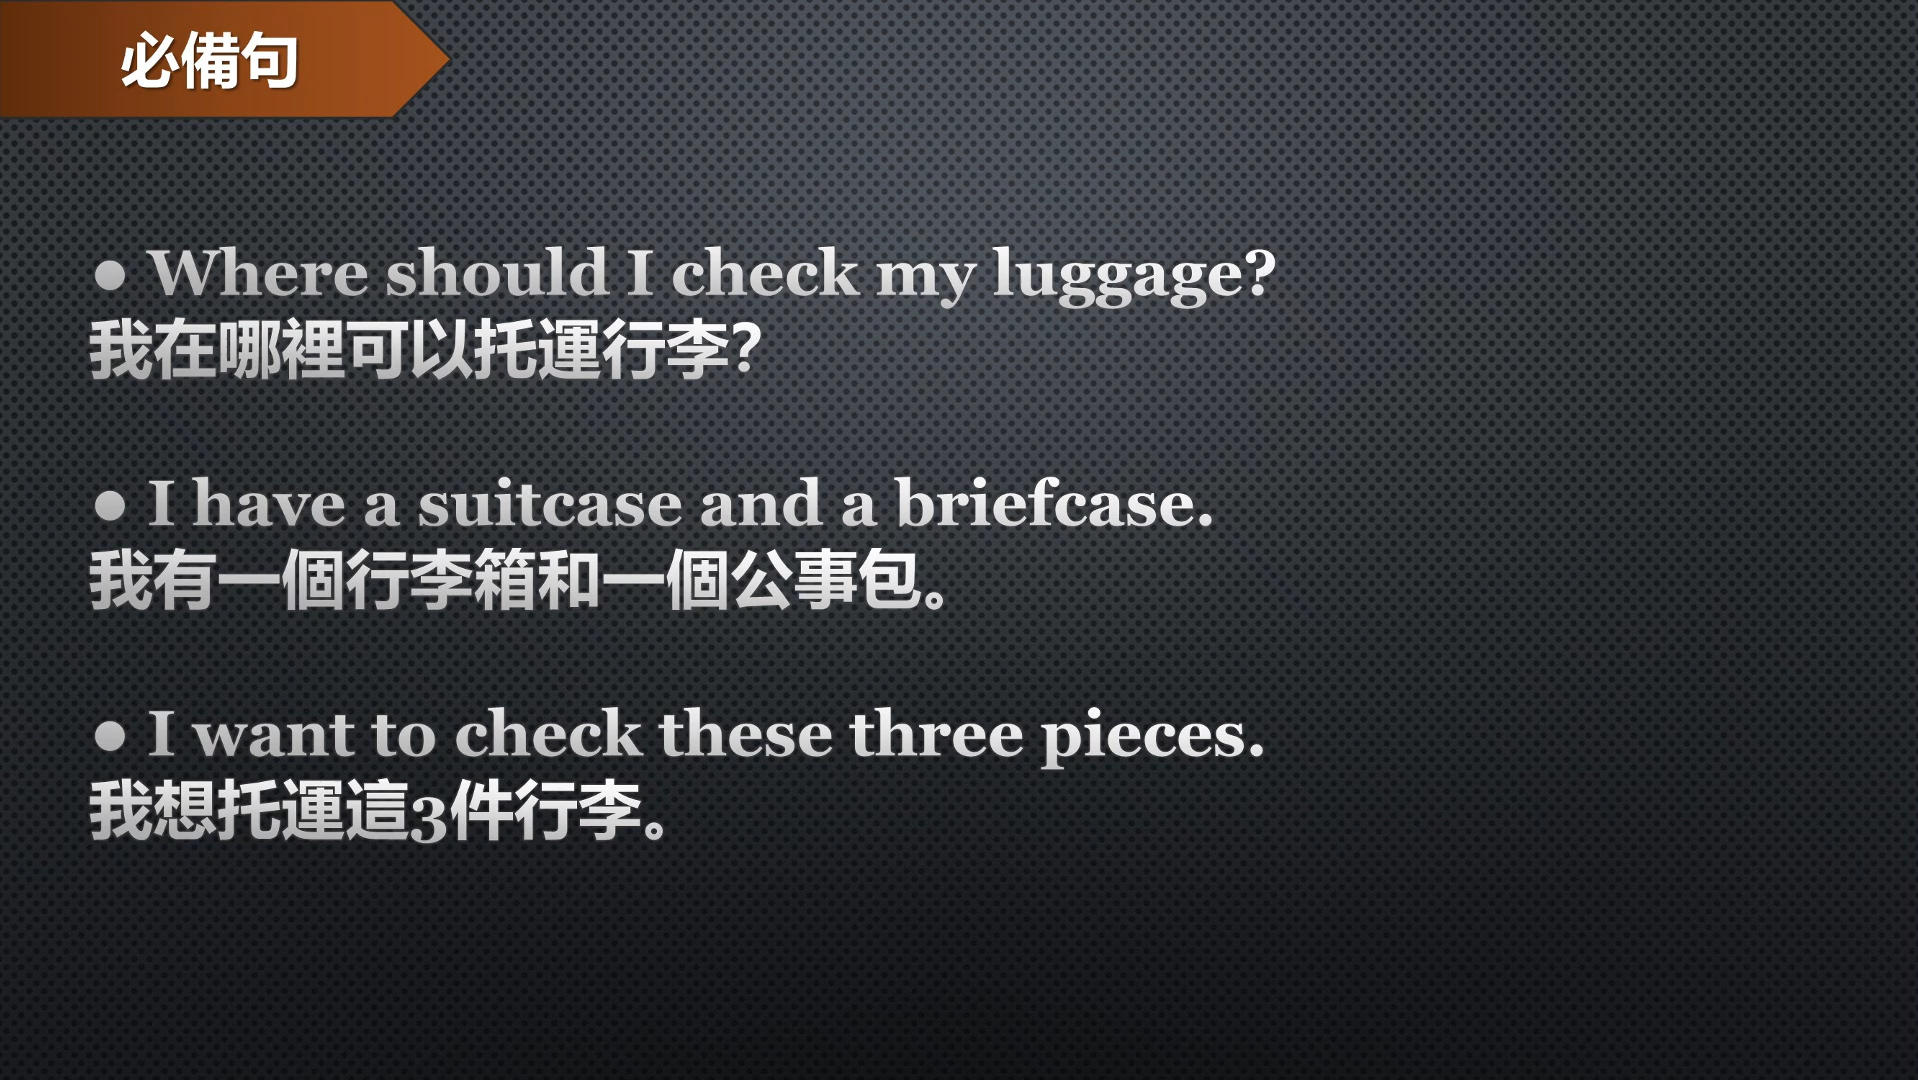 必備句
● Where should I check my luggage?
我在哪裡可以托運行李?
● I have a suitcase and a briefcase.
我有一個行李箱和一個公事包。
● I want to check these three pieces.
我想托運這3件行李。